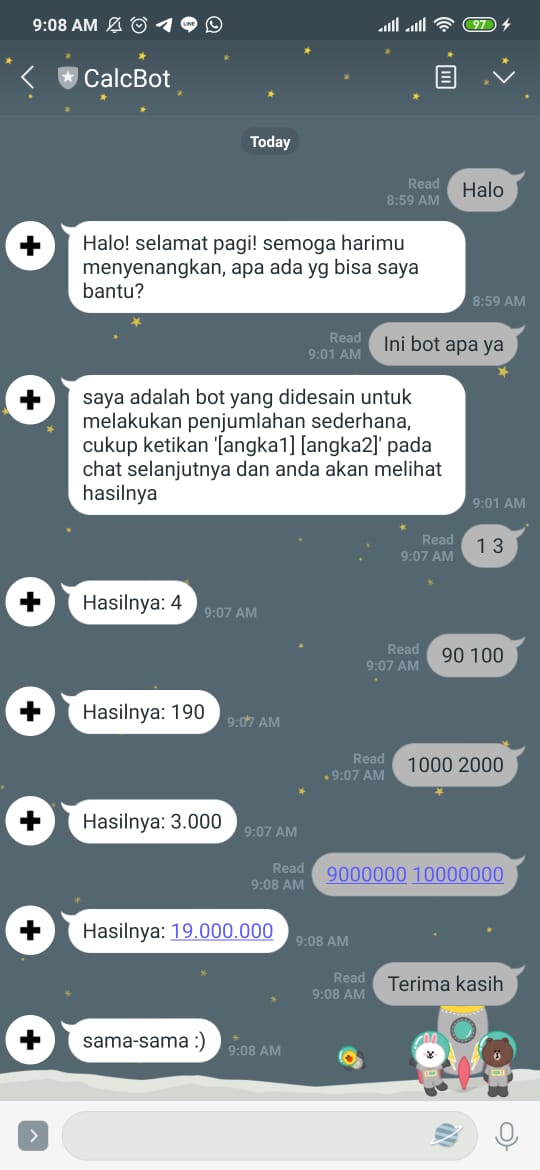 9:08 AM
97
CalcBot
Today
Read
8:59 AM
Halo
Halo! selamat pagi! semoga harimu
menyenangkan, apa ada yg bisa saya
bantu?
8:59 AM
Read
9:01 AM
Ini bot apa ya
saya adalah bot yang didesain untuk
melakukan penjumlahan sederhana,
cukup ketikan '[angka1] [angka2]' pada
chat selanjutnya dan anda akan melihat
hasilnya
9:01 AM
Read
9:07 AM
1 3
Hasilnya: 4
9:07 AM
Read
9:07 AM
90 100
Hasilnya: 190
9:07 AM
Read
9:07 AM
1000 2000
Hasilnya: 3.000
9:07 AM
Read
9:08 AM
9000000 10000000
Hasilnya: 19.000.000
9:08 AM
Read
9:08 AM
Terima kasih
sama-sama :)
9:08 AM